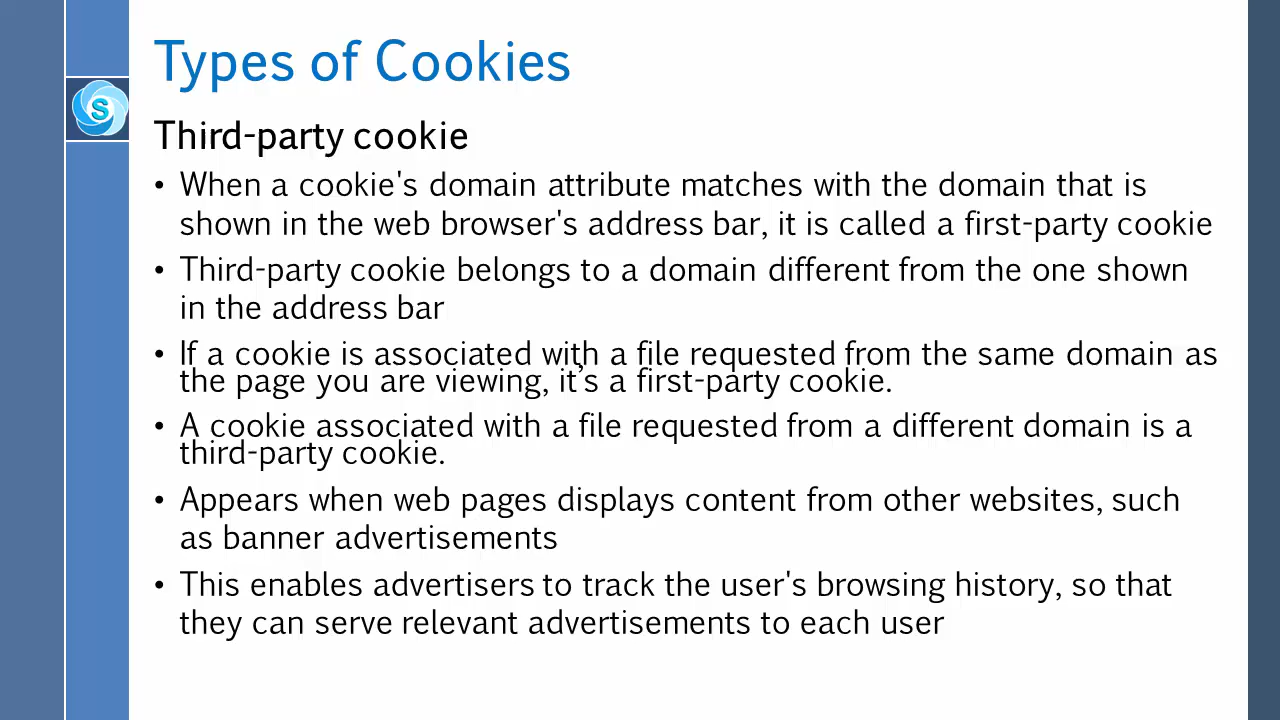 Types of Cookies
S
Third-party cookie
• When a cookie's domain attribute matches with the domain that is
shown in the web browser's address bar, it is called a first-party cookie
• Third-party cookie belongs to a domain different from the one shown
in the address bar
• If a cookie is associated with a file requested from the same domain as
the page you are viewing, it’s a first-party cookie.
• A cookie associated with a file requested from a different domain is a
third-party cookie.
• Appears when web pages displays content from other websites, such
as banner advertisements
• This enables advertisers to track the user's browsing history, so that
they can serve relevant advertisements to each user